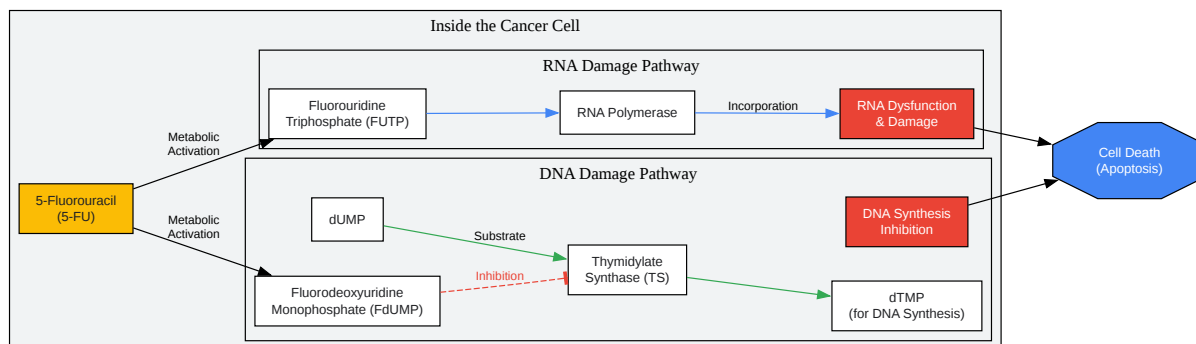 Inside the Cancer Cell
RNA Damage Pathway
Fluorouridine
Triphosphate (FUTP)
RNA Polymerase
Incorporation
RNA Dysfunction
& Damage
Metabolic
Activation
Cell Death
(Apoptosis)
DNA Damage Pathway
5-Fluorouracil
(5-FU)
Metabolic
Activation
dUMP
Substrate
DNA Synthesis
Inhibition
Thymidylate
Synthase (TS)
Inhibition
Fluorodeoxyuridine
Monophosphate (FdUMP)
dTMP
(for DNA Synthesis)